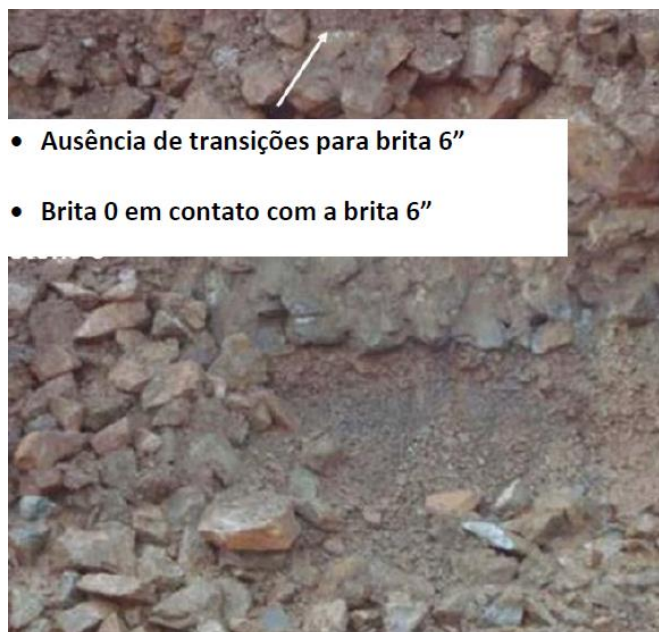 • Ausência de transições para brita 6”
• Brita 0 em contato com a brita 6”